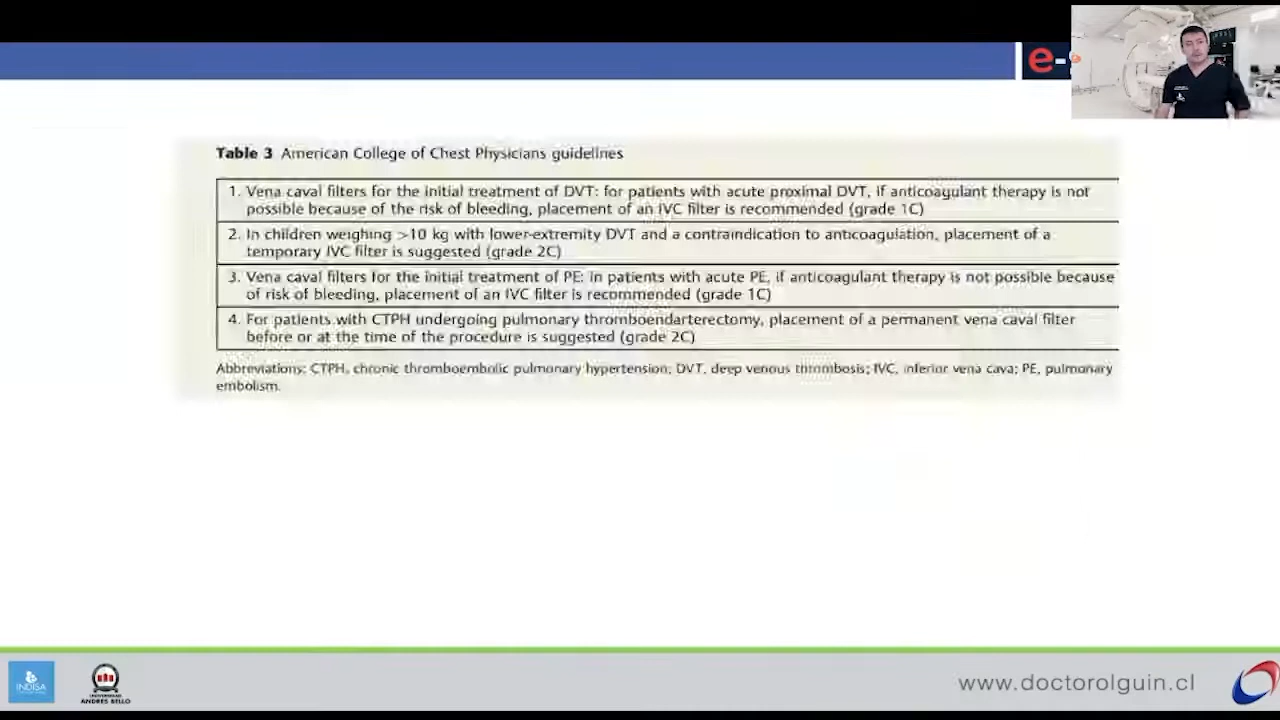 e-
Table 3 American College of Chest Physicians guidelines
1. Vena caval filters for the initial treatment of DVT: for patients with acute proximal DVT, if anticoagulant therapy is not
possible because of the risk of bleeding, placement of an IVC filter is recommended (grade 1C)
2. In children weighing >10 kg with lower-extremity DVT and a contraindication to anticoagulation, placement of a
temporary IVC filter is suggested (grade 2C)
3. Vena caval filters for the initial treatment of PE: in patients with acute PE, if anticoagulant therapy is not possible because
of risk of bleeding, placement of an IVC filter is recommended (grade 1C)
4. For patients with CTPH undergoing pulmonary thromboendarterectomy, placement of a permanent vena caval filter
before or at the time of the procedure is suggested (grade 2C)
Abbreviations: CTPH, chronic thromboembolic pulmonary hypertension; DVT, deep venous thrombosis; IVC, inferior vena cava; PE, pulmonary
embolism.
INDISA
UNIVERSIDAD
ANDRES BELLO
www.doctorolguin.cl